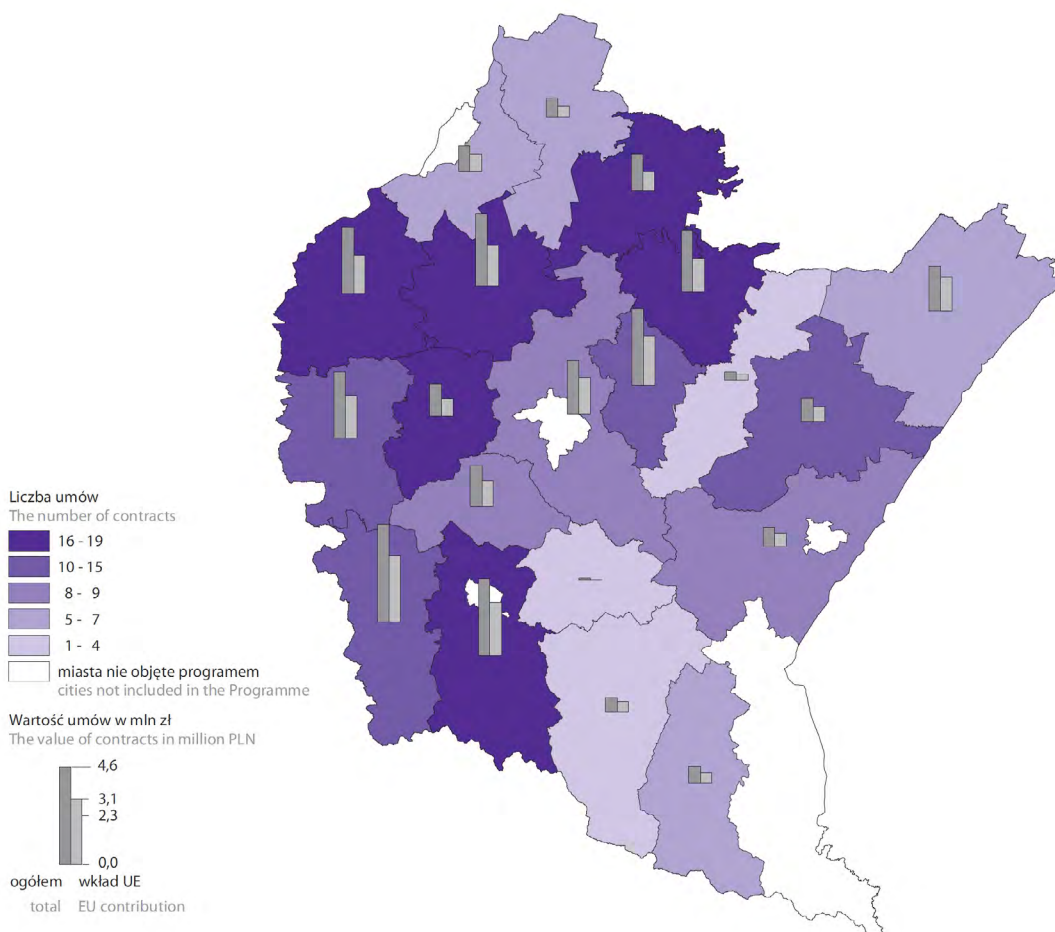 Liczba umów
The number of contracts
16 - 19
10 - 15
8 - 9
5 - 7
1 - 4
miasta nie objęte programem
cities not included in the Programme
Wartość umów w mln zł
The value of contracts in million PLN
4,6
3,1
2,3
0,0
ogółem wkład UE
total EU contribution